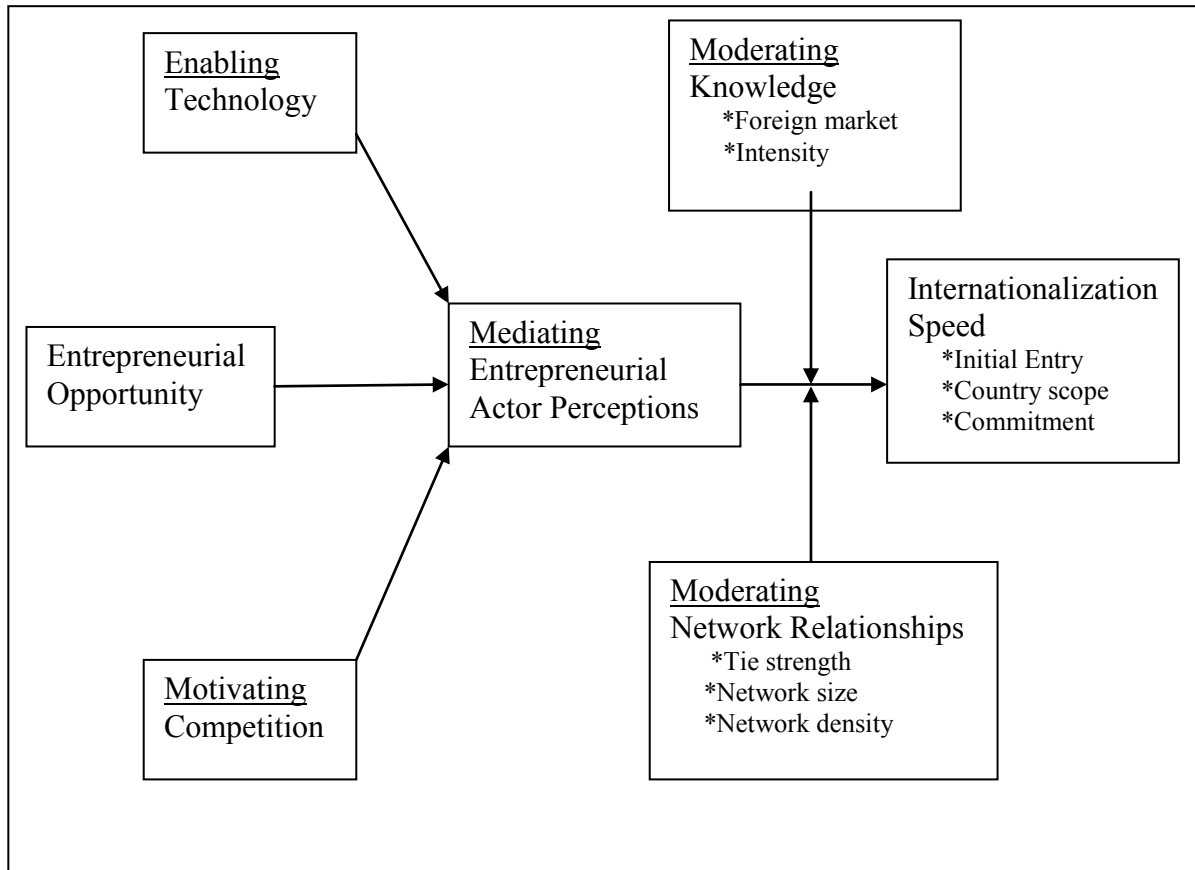 Enabling
Technology
Moderating
Knowledge
*Foreign market
*Intensity
Entrepreneurial
Opportunity
Mediating
Entrepreneurial
Actor Perceptions
Internationalization
Speed
*Initial Entry
*Country scope
*Commitment
Motivating
Competition
Moderating
Network Relationships
*Tie strength
*Network size
*Network density